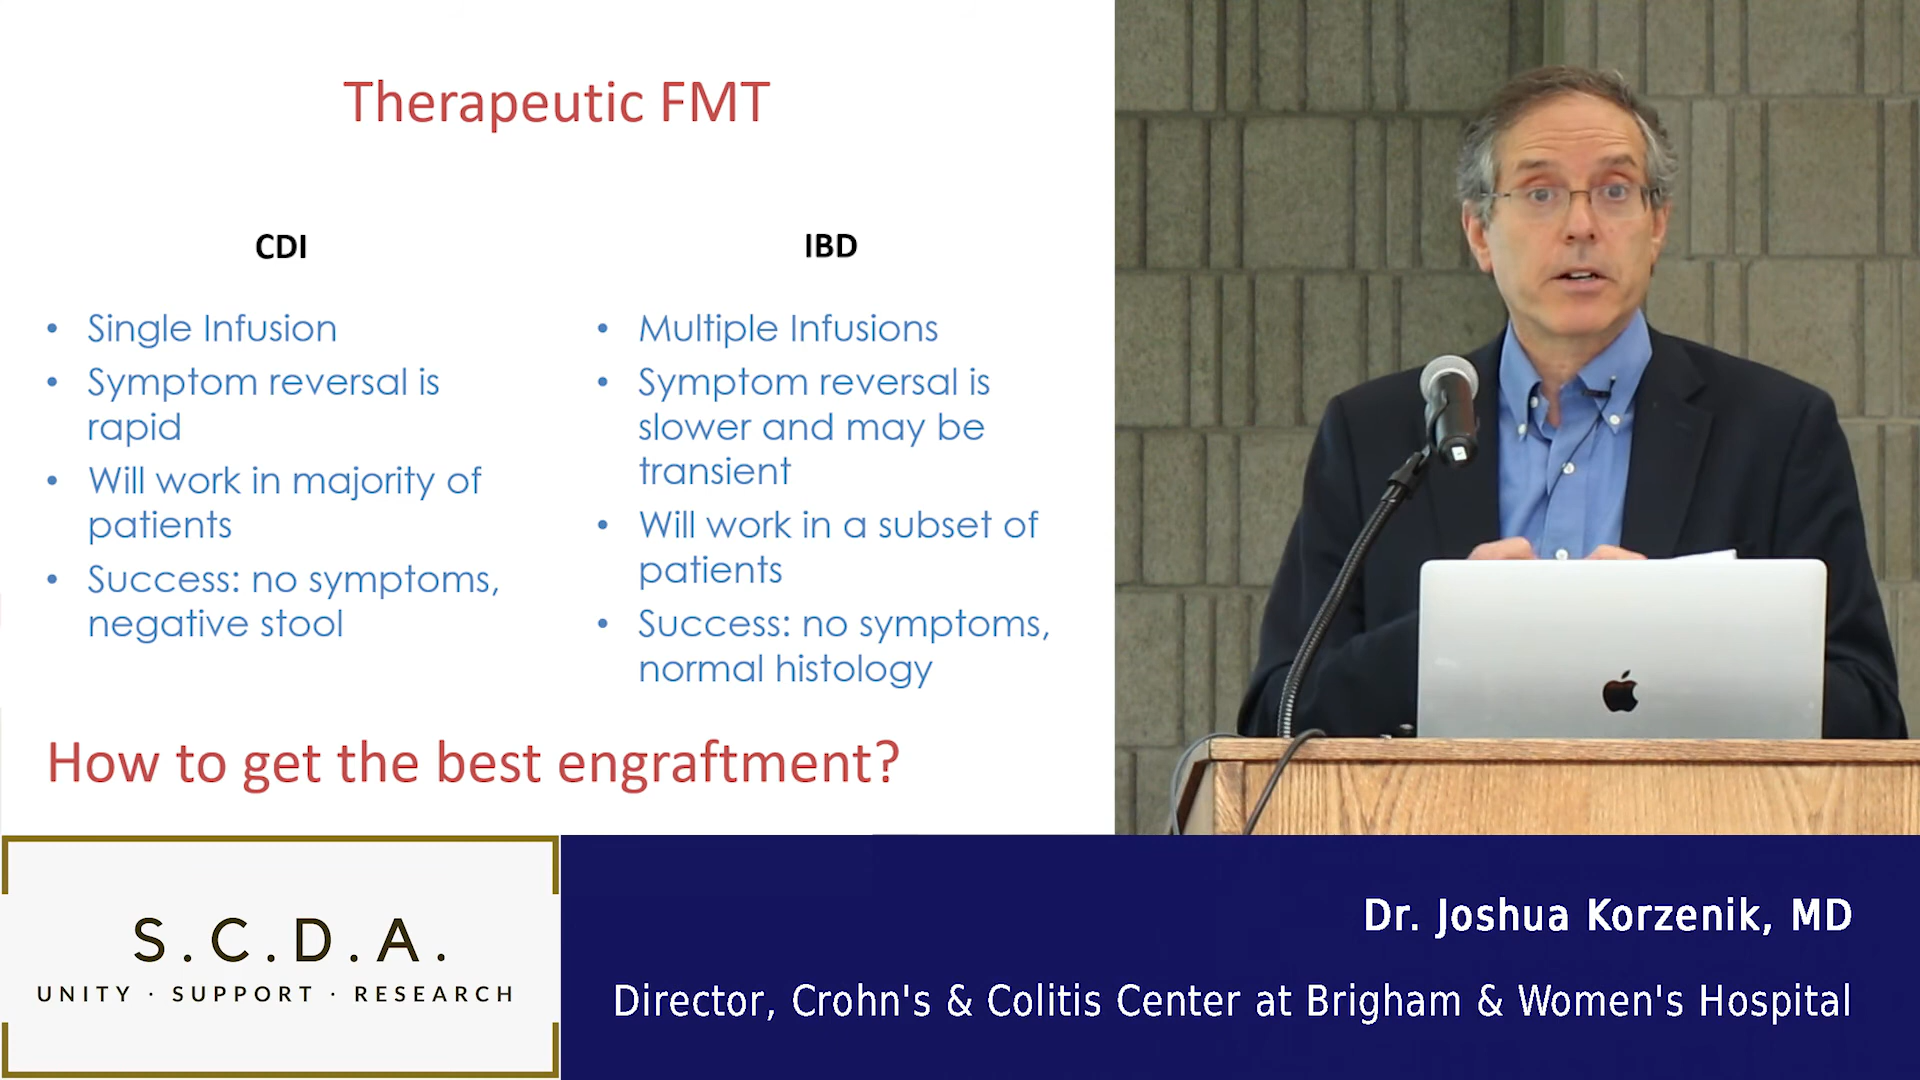 Therapeutic FMT
CDI
• Single Infusion
• Symptom reversal is
rapid
• Will work in majority of
patients
• Success: no symptoms,
negative stool
IBD
• Multiple Infusions
• Symptom reversal is
slower and may be
transient
• Will work in a subset of
patients
• Success: no symptoms,
normal histology
How to get the best engraftment?
S.C.D.A.
UNITY · SUPPORT · RESEARCH
Dr. Joshua Korzenik, MD
Director, Crohn's & Colitis Center at Brigham & Women's Hospital